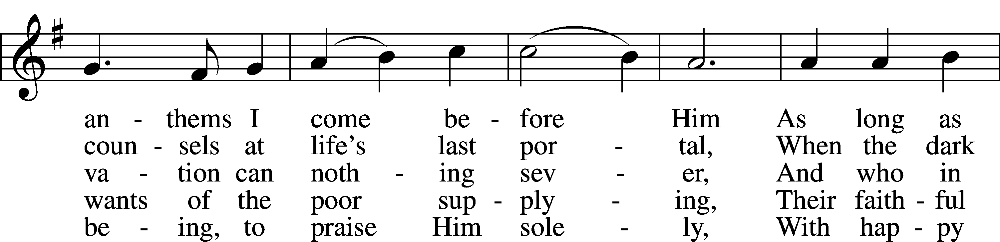 an - thems I come be - fore Him As long as
coun - sels at life's last por - tal, When the dark
va - tion can noth - ing sev - er, And who in
wants of the poor sup - ply - ing, Their faith - ful
be - ing, to praise Him sole - ly, With hap - py